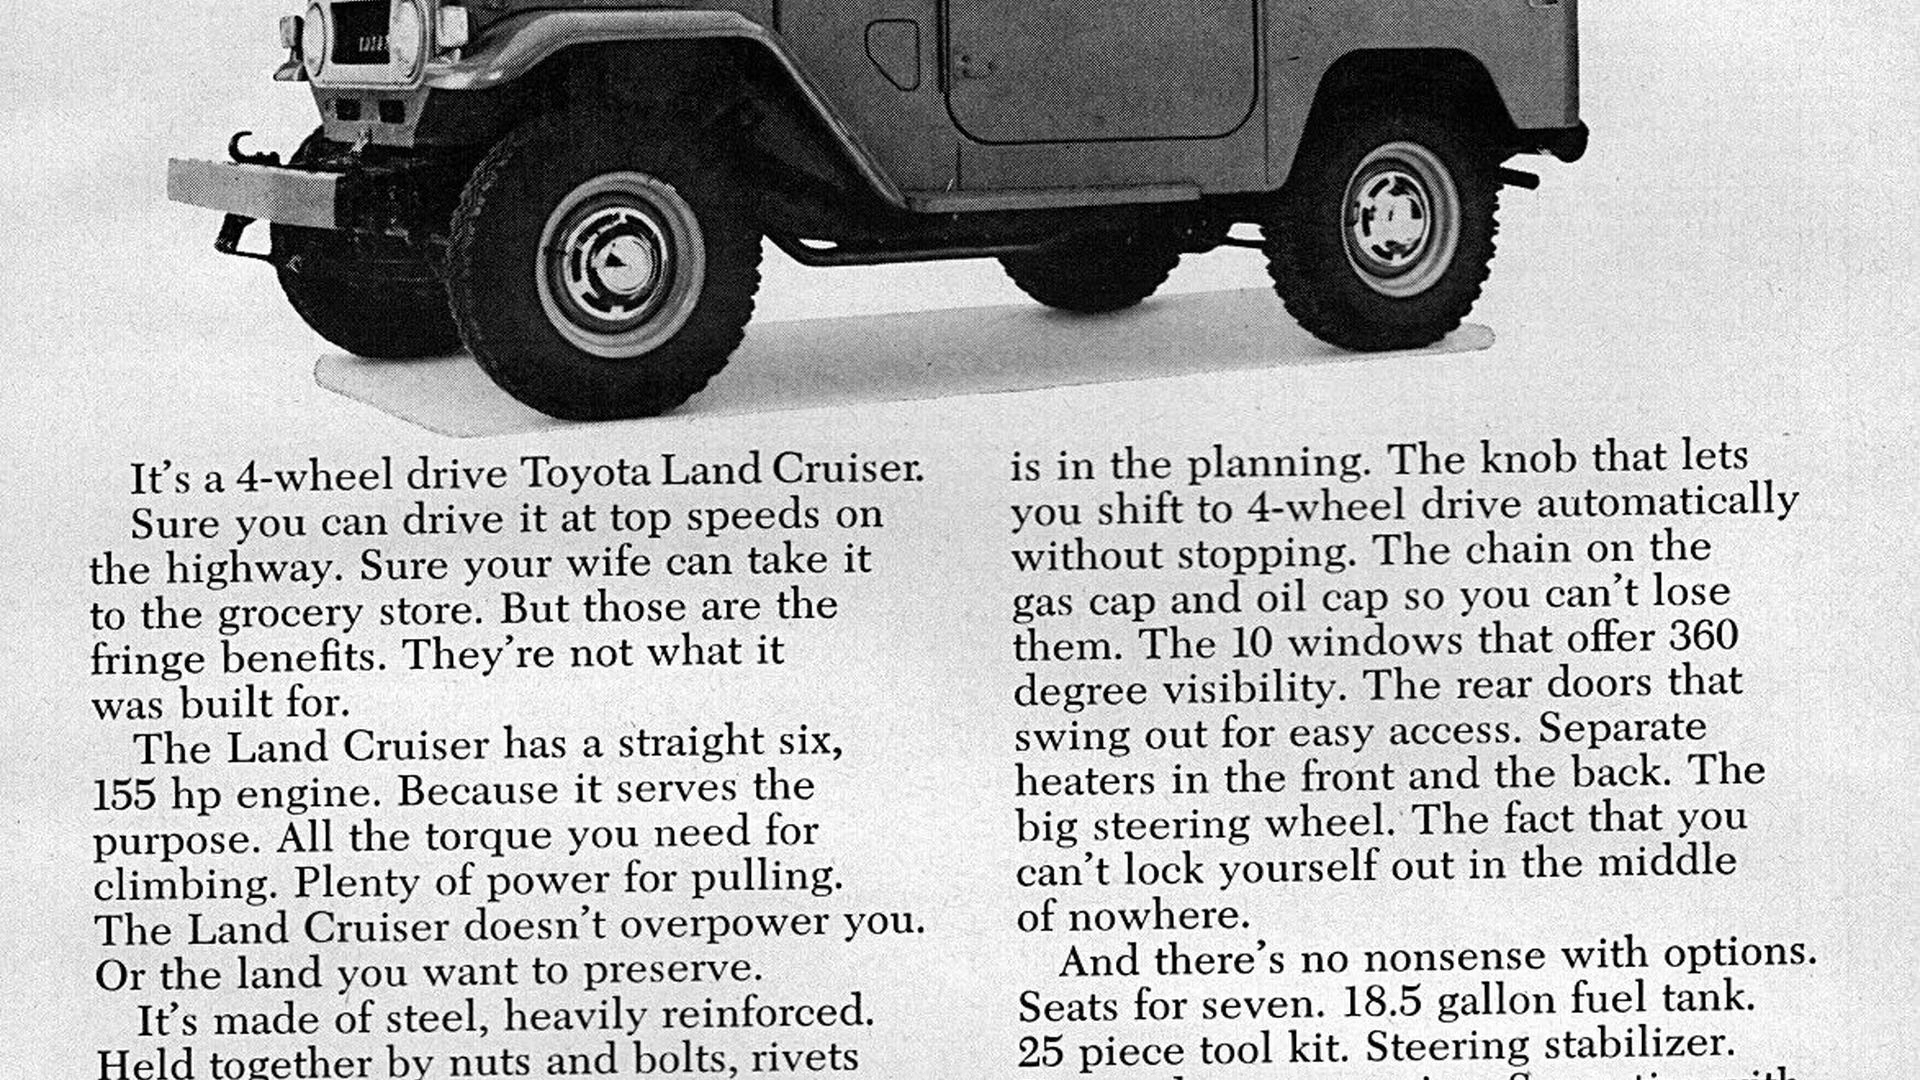 It's a 4-wheel drive Toyota Land Cruiser.
Sure you can drive it at top speeds on
the highway. Sure your wife can take it
to the grocery store. But those are the
fringe benefits. They're not what it
was built for.
The Land Cruiser has a straight six,
155 hp engine. Because it serves the
purpose. All the torque you need for
climbing. Plenty of power for pulling.
The Land Cruiser doesn't overpower you.
Or the land you want to preserve.
It's made of steel, heavily reinforced.
Held together by nuts and bolts, rivets
is in the planning. The knob that lets
you shift to 4-wheel drive automatically
without stopping. The chain on the
gas cap and oil cap so you can't lose
them. The 10 windows that offer 360
degree visibility. The rear doors that
swing out for easy access. Separate
heaters in the front and the back. The
big steering wheel. The fact that you
can't lock yourself out in the middle
of nowhere.
And there's no nonsense with options.
Seats for seven. 18.5 gallon fuel tank.
25 piece tool kit. Steering stabilizer.